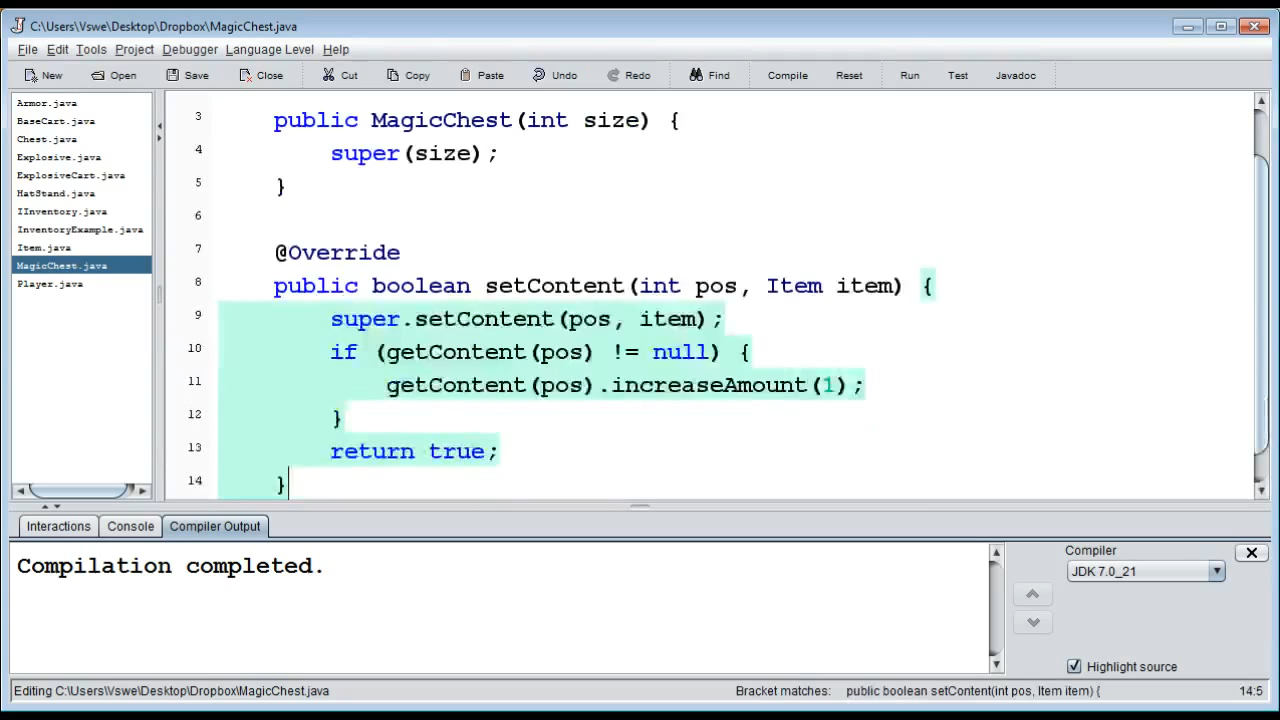 C:\Users\Vswe\Desktop\Dropbox\MagicChest.java
File Edit Tools Project Debugger Language Level Help
New Open Save Close Cut Copy Paste Undo Redo Find Compile Reset Run Test Javadoc
Armor.java
BaseCart.java
Chest.java
Explosive.java
ExplosiveCart.java
HatStand.java
IInventory.java
InventoryExample.java
Item.java
MagicChest.java
Player.java
3 public MagicChest(int size) {
4 super(size);
5 }
6
7 @Override
8 public boolean setContent(int pos, Item item) {
9 super.setContent(pos, item);
10 if (getContent(pos) != null) {
11 getContent(pos).increaseAmount(1);
12 }
13 return true;
14 }
Interactions Console Compiler Output
Compilation completed.
Compiler
JDK 7.0_21
Highlight source
Editing C:\Users\Vswe\Desktop\Dropbox\MagicChest.java Bracket matches: public boolean setContent(int pos, Item item) { 14:5